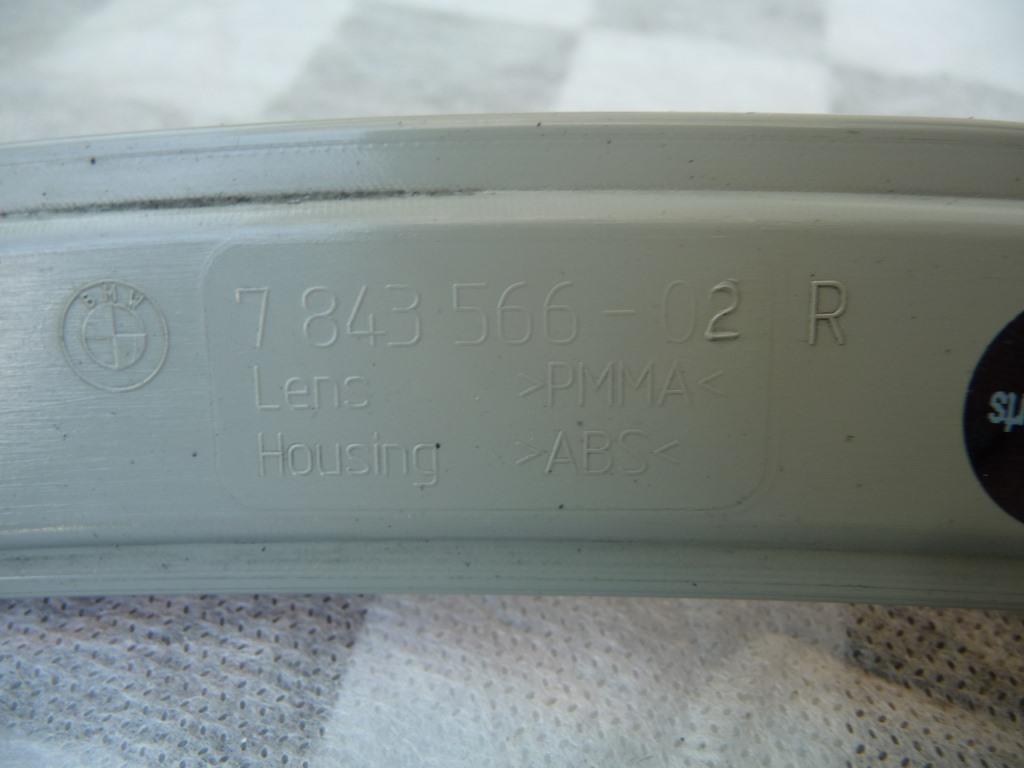 BMW
7 843 566-02 R
Lens >PMMA<
Housing >ABS<